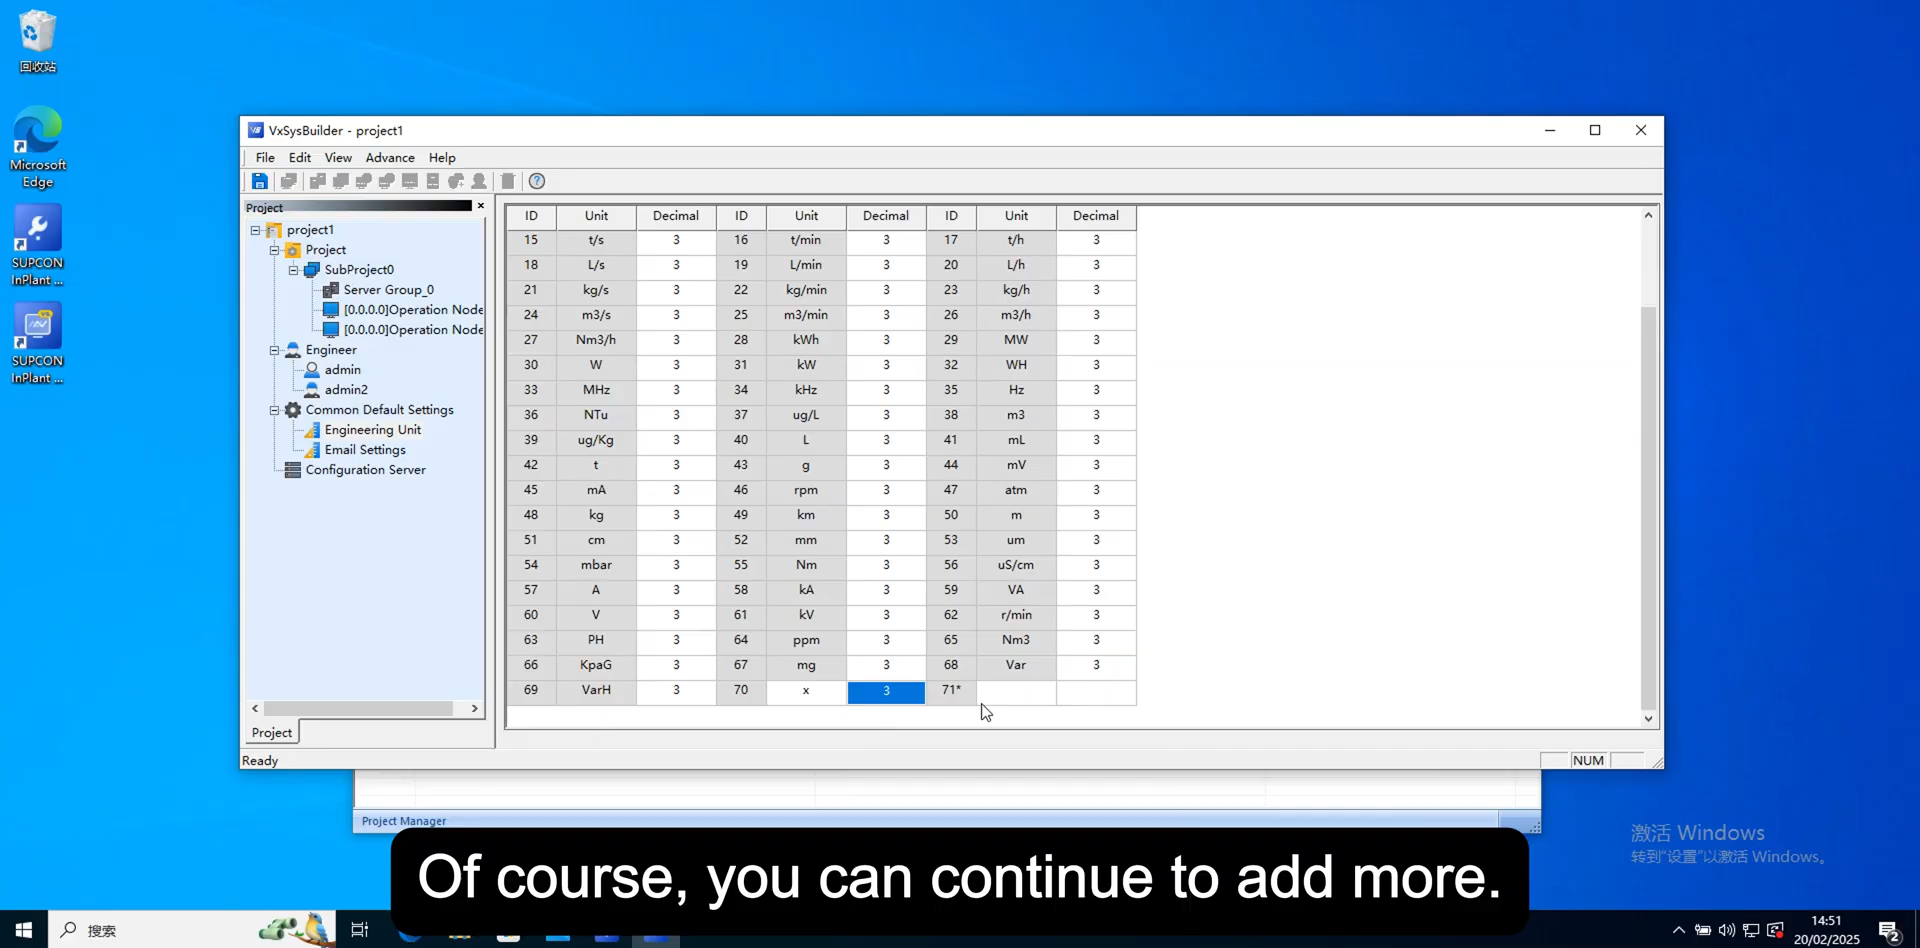 回收站
Microsoft
Edge
SUPCON
InPlant ...
SUPCON
InPlant ...
VxSysBuilder - project1
File Edit View Advance Help
Project
project1
Project
SubProject0
Server Group_0
[0.0.0.0]Operation Node
[0.0.0.0]Operation Node
Engineer
admin
admin2
Common Default Settings
Engineering Unit
Email Settings
Configuration Server
Project
ID Unit Decimal ID Unit Decimal ID Unit Decimal
15 t/s 3 16 t/min 3 17 t/h 3
18 L/s 3 19 L/min 3 20 L/h 3
21 kg/s 3 22 kg/min 3 23 kg/h 3
24 m3/s 3 25 m3/min 3 26 m3/h 3
27 Nm3/h 3 28 kWh 3 29 MW 3
30 W 3 31 kW 3 32 WH 3
33 MHz 3 34 kHz 3 35 Hz 3
36 NTu 3 37 ug/L 3 38 m3 3
39 ug/Kg 3 40 L 3 41 mL 3
42 t 3 43 g 3 44 mV 3
45 mA 3 46 rpm 3 47 atm 3
48 kg 3 49 km 3 50 m 3
51 cm 3 52 mm 3 53 um 3
54 mbar 3 55 Nm 3 56 uS/cm 3
57 A 3 58 kA 3 59 VA 3
60 V 3 61 kV 3 62 r/min 3
63 PH 3 64 ppm 3 65 Nm3 3
66 KpaG 3 67 mg 3 68 Var 3
69 VarH 3 70 x 3 71*
Ready NUM
Project Manager
激活 Windows
转到“设置”以激活 Windows。
Of course, you can continue to add more.
搜索
14:51
20/02/2025
2